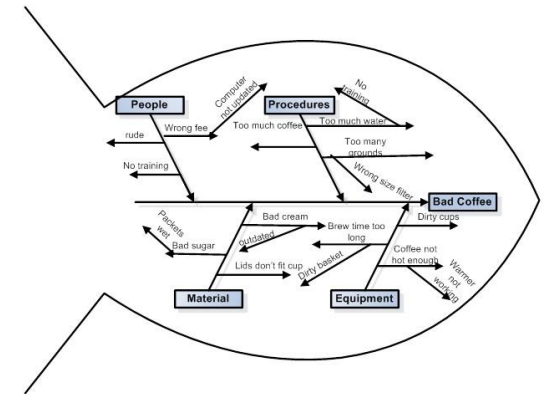 People
Procedures
Computer
not updated
No
training
rude
Wrong fee
Too much coffee
Too much water
Too many
grounds
No training
Wrong size filter
Bad Coffee
Packets
wet
Bad cream
outdated
Bad sugar
Lids don't fit cup
Brew time too
long
Dirty basket
Dirty cups
Coffee not
hot enough
Warmer
not
working
Material
Equipment